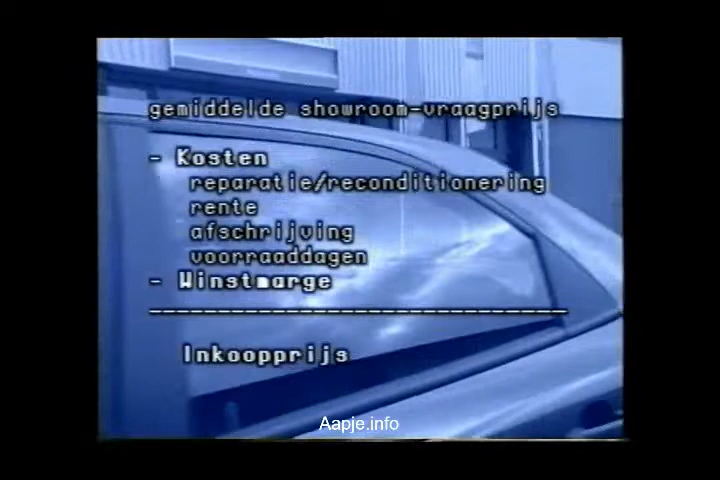 gemiddelde showroom-vraagprijs
- Kosten
reparatie/reconditionering
rente
afschrijving
voorraaddagen
- Winstmarge
Inkoopprijs
Aapje.info